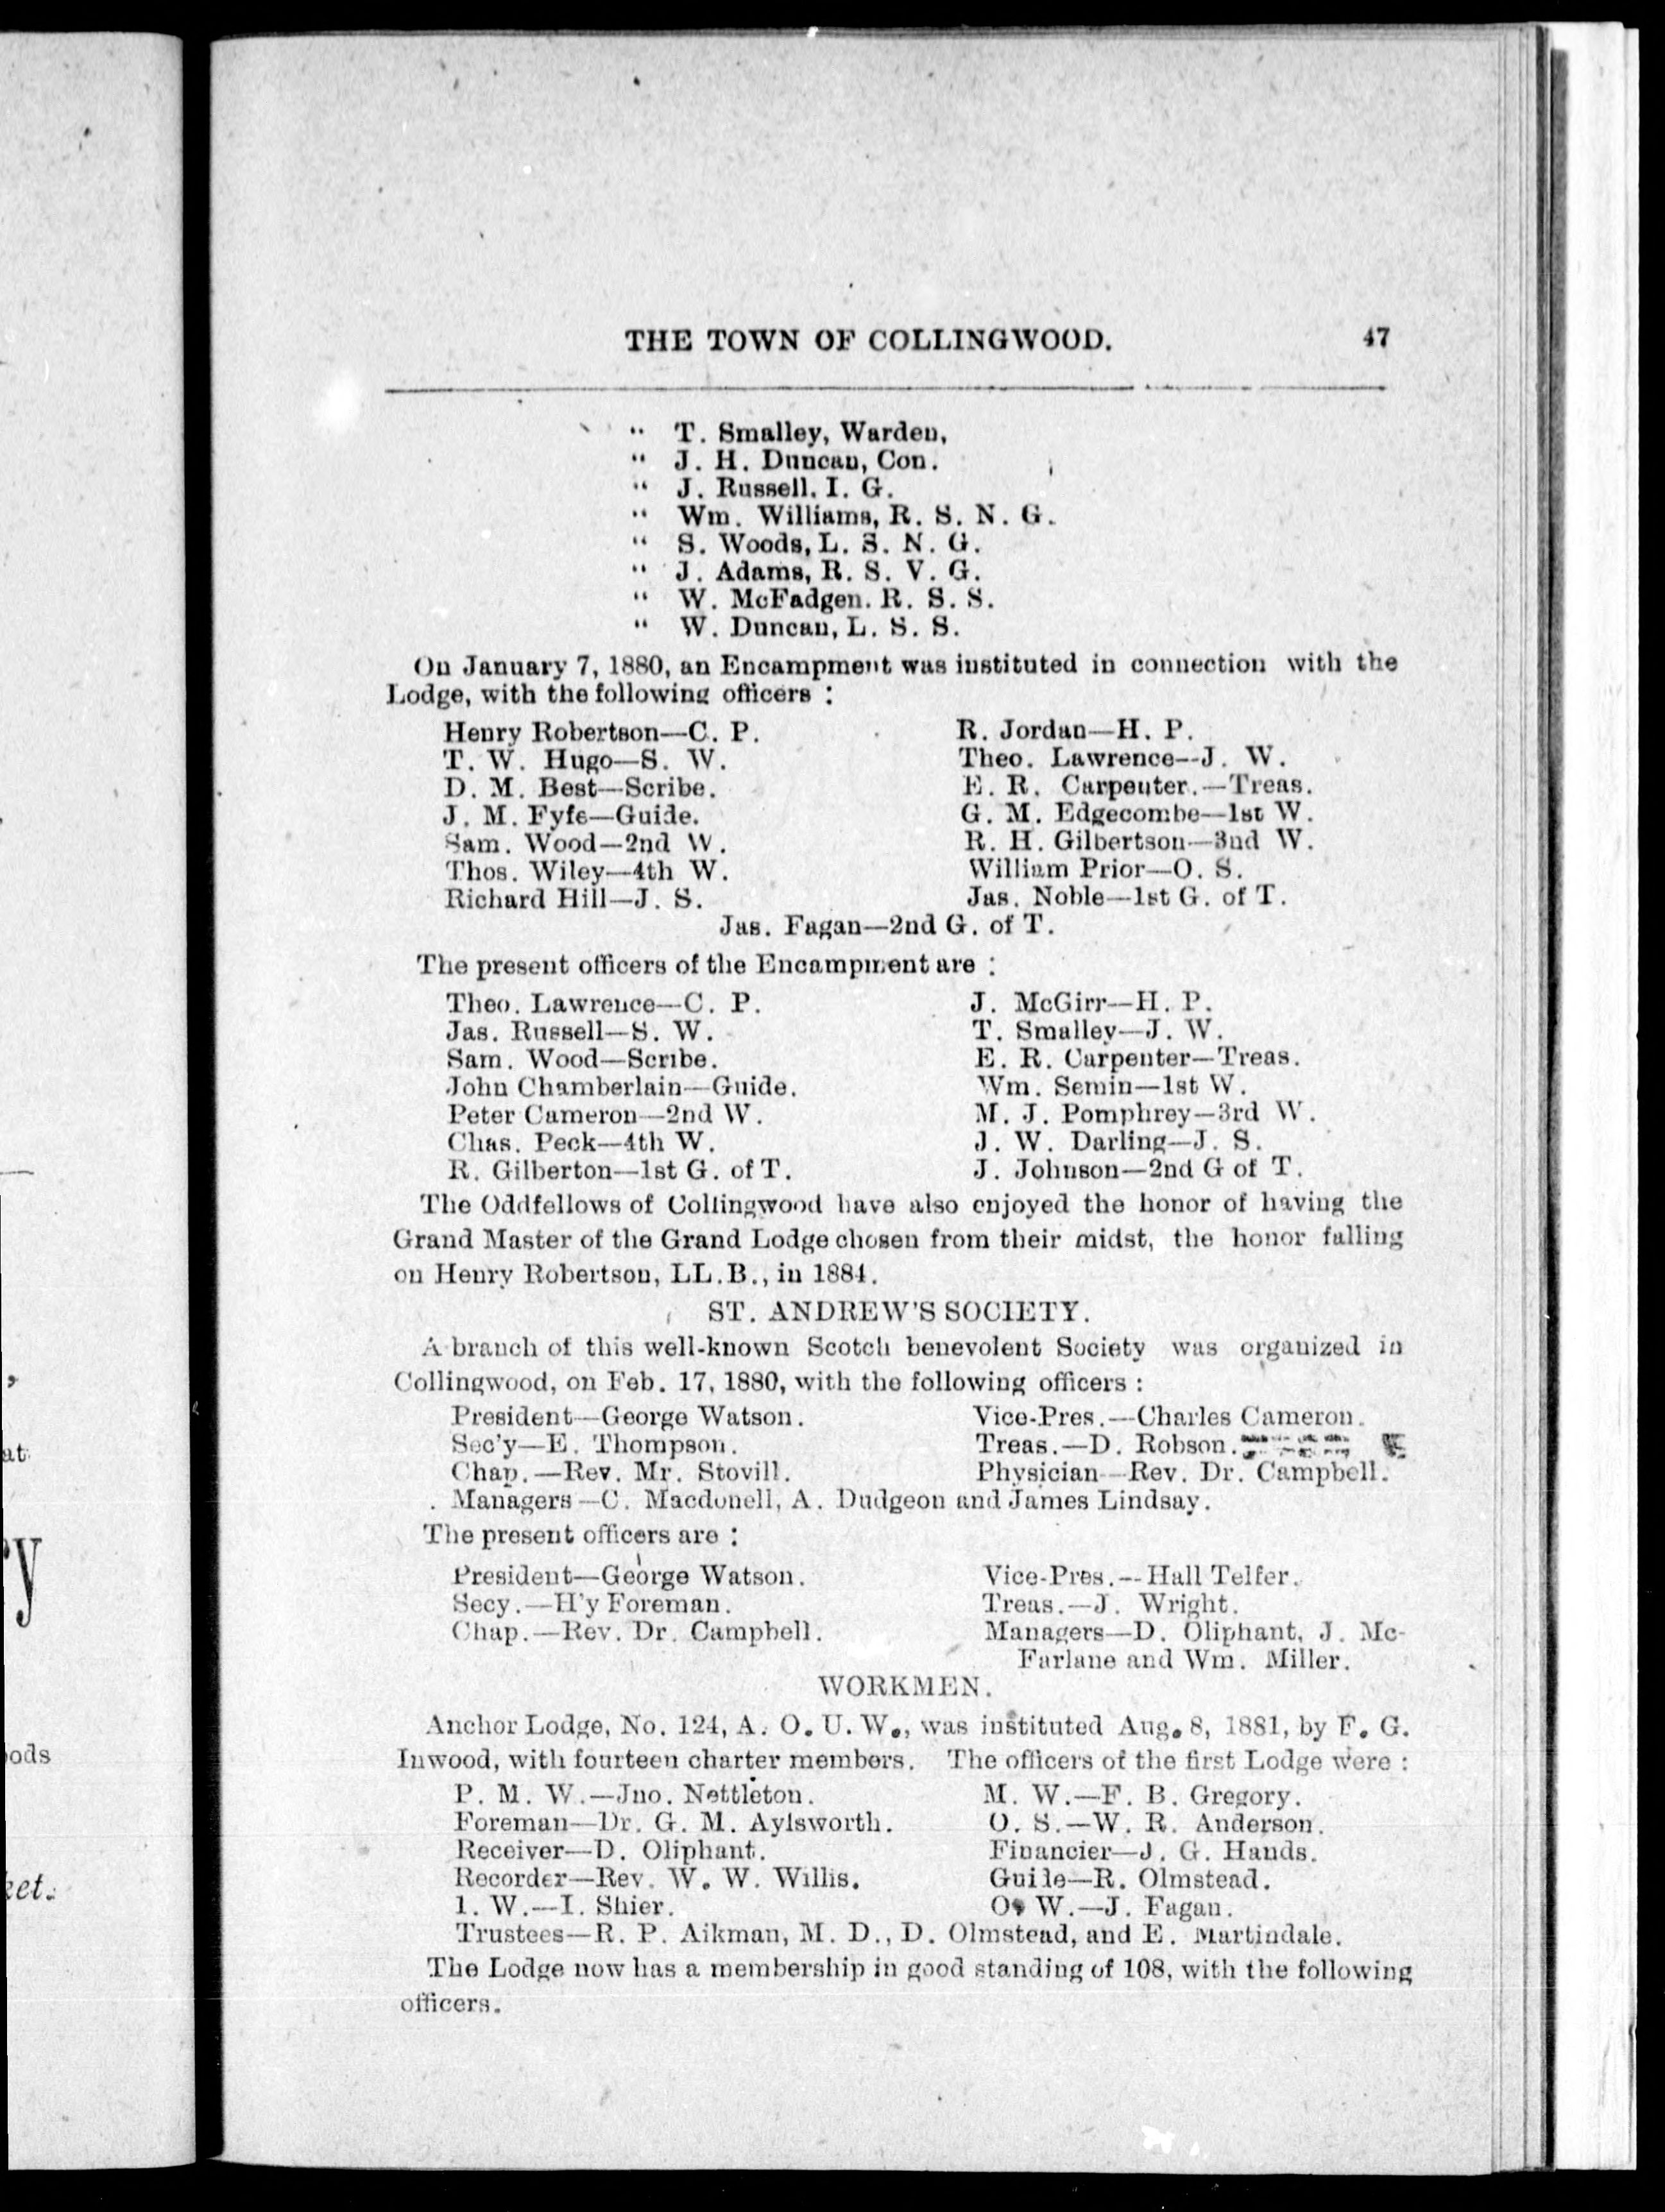 THE TOWN OF COLLINGWOOD. 47
" T. Smalley, Warden,
" J. H. Duncan, Con.
" J. Russell. I. G.
" Wm. Williams, R. S. N. G.
" S. Woods, L. S. N. G.
" J. Adams, R. S. V. G.
" W. McFadgen. R. S. S.
" W. Duncan, L. S. S.
On January 7, 1880, an Encampment was instituted in connection with the
Lodge, with the following officers :
Henry Robertson—C. P. R. Jordan—H. P.
T. W. Hugo—S. W. Theo. Lawrence--J. W.
D. M. Best—Scribe. E. R. Carpenter.—Treas.
J. M. Fyfe—Guide. G. M. Edgecombe—1st W.
Sam. Wood—2nd W. R. H. Gilbertson—3nd W.
Thos. Wiley—4th W. William Prior—O. S.
Richard Hill—J. S. Jas. Noble—1st G. of T.
Jas. Fagan—2nd G. of T.
The present officers of the Encampment are :
Theo. Lawrence—C. P. J. McGirr—H. P.
Jas. Russell—S. W. T. Smalley—J. W.
Sam. Wood—Scribe. E. R. Carpenter—Treas.
John Chamberlain—Guide. Wm. Semin—1st W.
Peter Cameron—2nd W. M. J. Pomphrey—3rd W.
Chas. Peck—4th W. J. W. Darling—J. S.
R. Gilberton—1st G. of T. J. Johnson—2nd G of T.
The Oddfellows of Collingwood have also enjoyed the honor of having the
Grand Master of the Grand Lodge chosen from their midst, the honor falling
on Henry Robertson, LL.B., in 1884.
ST. ANDREW'S SOCIETY.
A branch of this well-known Scotch benevolent Society was organized in
Collingwood, on Feb. 17, 1880, with the following officers :
President—George Watson. Vice-Pres.—Charles Cameron.
Sec'y—E. Thompson. Treas.—D. Robson.
Chap.—Rev. Mr. Stovill. Physician—Rev. Dr. Campbell.
Managers—C. Macdonell, A. Dudgeon and James Lindsay.
The present officers are :
President—George Watson. Vice-Pres.--Hall Telfer.
Secy.—H'y Foreman. Treas.—J. Wright.
Chap.—Rev. Dr. Campbell. Managers—D. Oliphant, J. Mc-
Farlane and Wm. Miller.
WORKMEN.
Anchor Lodge, No. 124, A. O. U. W., was instituted Aug. 8, 1881, by F. G.
Inwood, with fourteen charter members. The officers of the first Lodge were :
P. M. W.—Jno. Nettleton. M. W.—F. B. Gregory.
Foreman—Dr. G. M. Aylsworth. O. S.—W. R. Anderson.
Receiver—D. Oliphant. Financier—J. G. Hands.
Recorder—Rev. W. W. Willis. Guide—R. Olmstead.
I. W.—I. Shier. O. W.—J. Fagan.
Trustees—R. P. Aikman, M. D., D. Olmstead, and E. Martindale.
The Lodge now has a membership in good standing of 108, with the following
officers.
at
y
ods
ket.